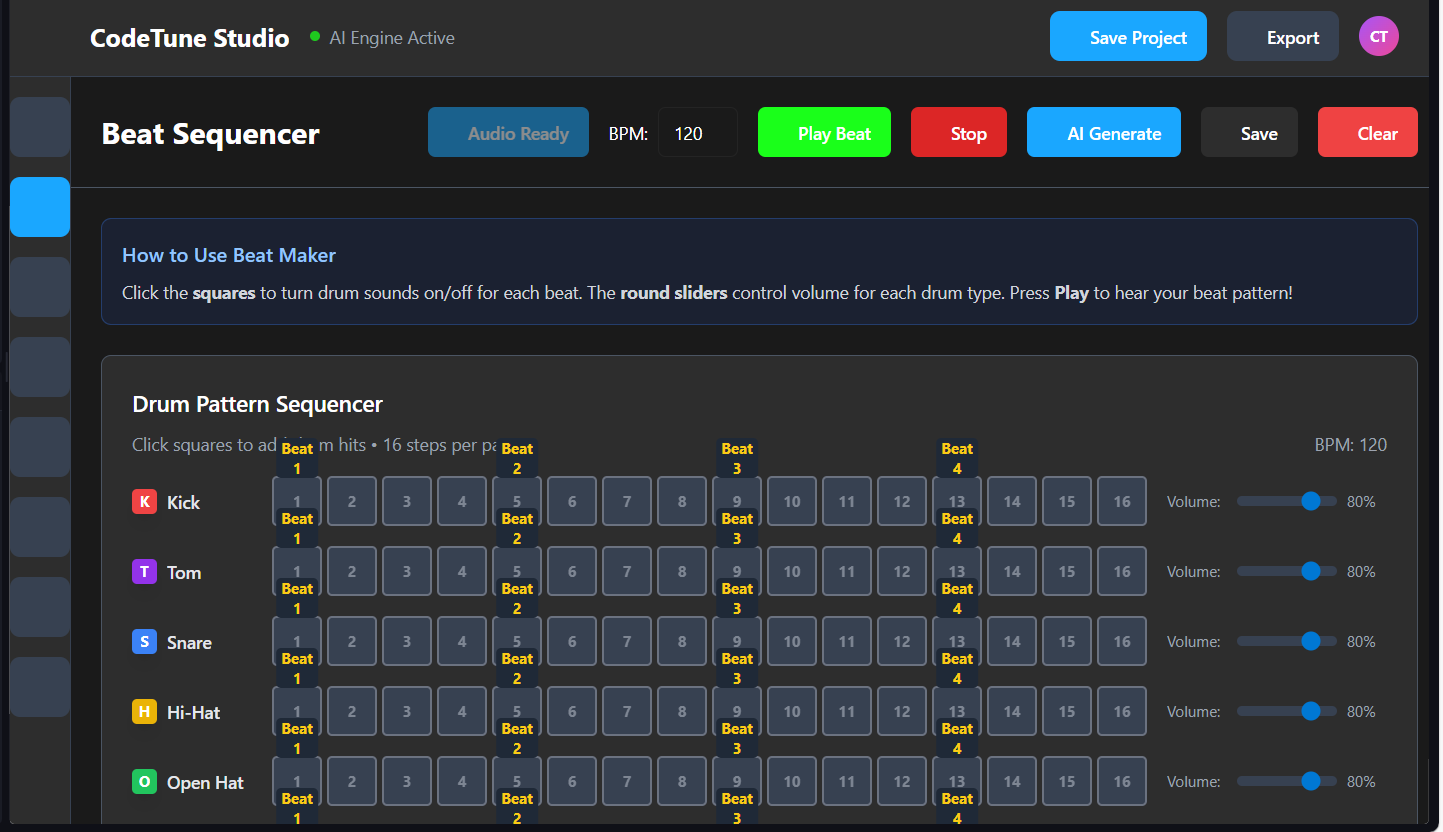 CodeTune Studio AI Engine Active Save Project Export CT
Beat Sequencer Audio Ready BPM: 120 Play Beat Stop AI Generate Save Clear
How to Use Beat Maker
Click the squares to turn drum sounds on/off for each beat. The round sliders control volume for each drum type. Press Play to hear your beat pattern!
Drum Pattern Sequencer
Click squares to m hits • 16 steps per BPM: 120
Beat 1 Beat 2 Beat 3 Beat 4
K Kick 1 2 3 4 5 6 7 8 9 10 11 12 13 14 15 16 Volume: 80%
Beat 1 Beat 2 Beat 3 Beat 4
T Tom 1 2 3 4 5 6 7 8 9 10 11 12 13 14 15 16 Volume: 80%
Beat 1 Beat 2 Beat 3 Beat 4
S Snare 1 2 3 4 5 6 7 8 9 10 11 12 13 14 15 16 Volume: 80%
Beat 1 Beat 2 Beat 3 Beat 4
H Hi-Hat 1 2 3 4 5 6 7 8 9 10 11 12 13 14 15 16 Volume: 80%
Beat 1 Beat 2 Beat 3 Beat 4
O Open Hat 1 2 3 4 5 6 7 8 9 10 11 12 13 14 15 16 Volume: 80%
Beat 1 Beat 2 Beat 3 Beat 4